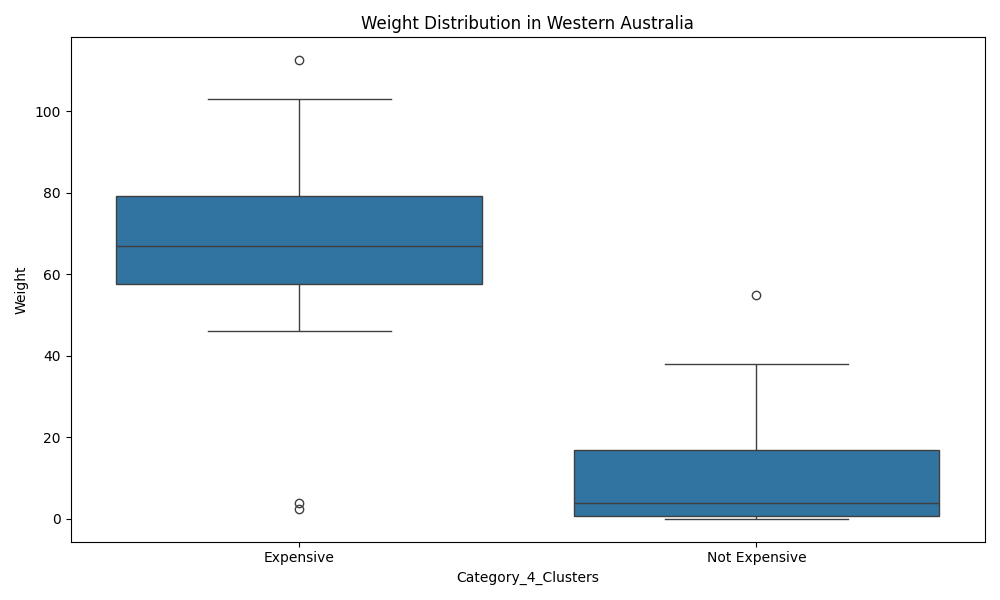 Weight Distribution in Western Australia
Weight
100
80
60
40
20
0
Expensive
Not Expensive
Category_4_Clusters